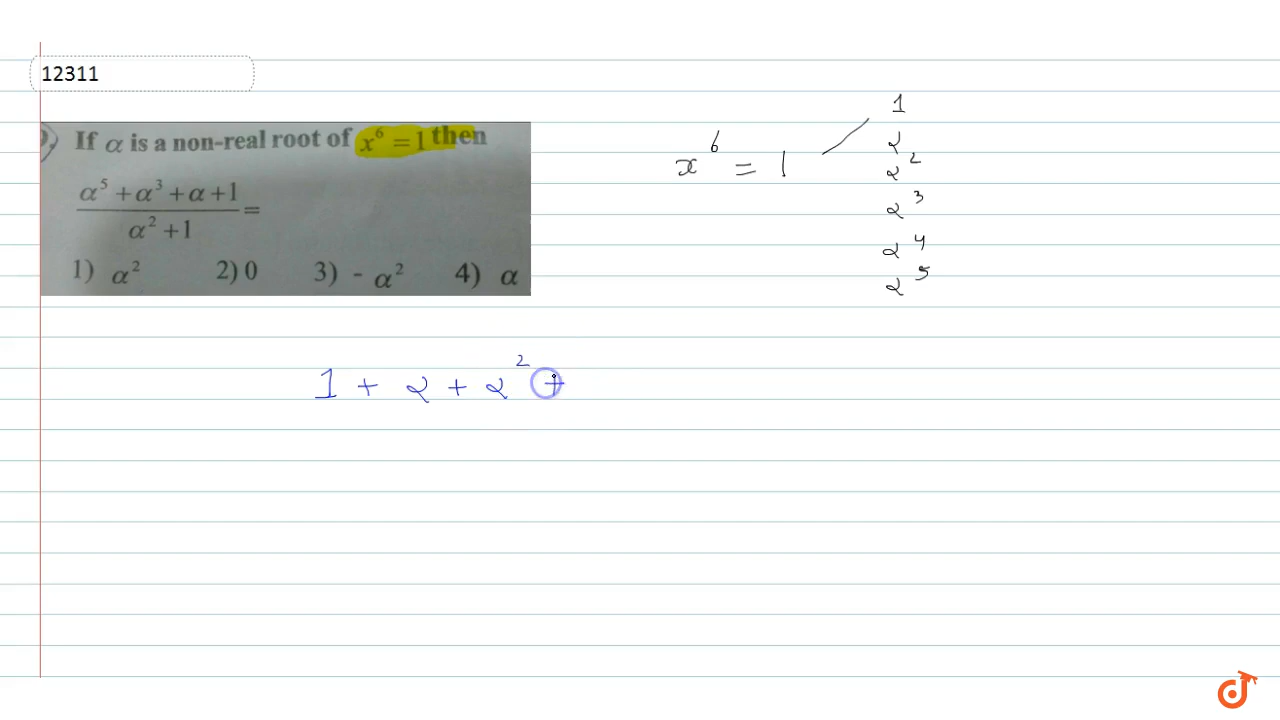 12311
If α is a non-real root of x⁶ = 1 then
α⁵ + α³ + α + 1
α² + 1
=
1) α² 2) 0 3) - α² 4) α
x⁶ = 1
1
α
α²
α³
α⁴
α⁵
1 + α + α² +